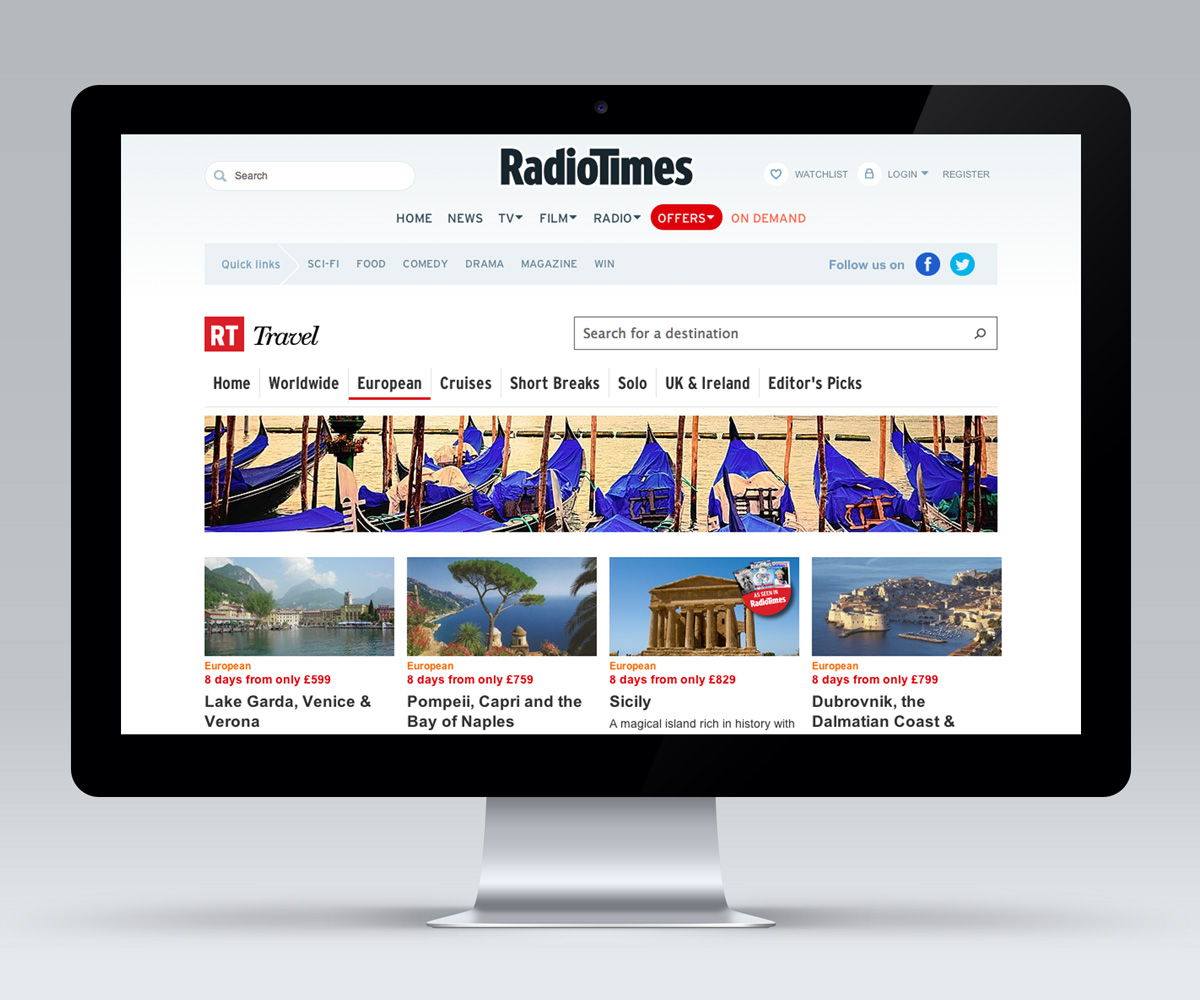 Search
RadioTimes
WATCHLIST LOGIN REGISTER
HOME NEWS TV FILM RADIO OFFERS ON DEMAND
Quick links SCI-FI FOOD COMEDY DRAMA MAGAZINE WIN
Follow us on f
RT Travel
Search for a destination
Home Worldwide European Cruises Short Breaks Solo UK & Ireland Editor's Picks
AS SEEN IN
RadioTimes
European
8 days from only £599
Lake Garda, Venice &
Verona
European
8 days from only £759
Pompeii, Capri and the
Bay of Naples
European
8 days from only £829
Sicily
A magical island rich in history with
European
8 days from only £799
Dubrovnik, the
Dalmatian Coast &